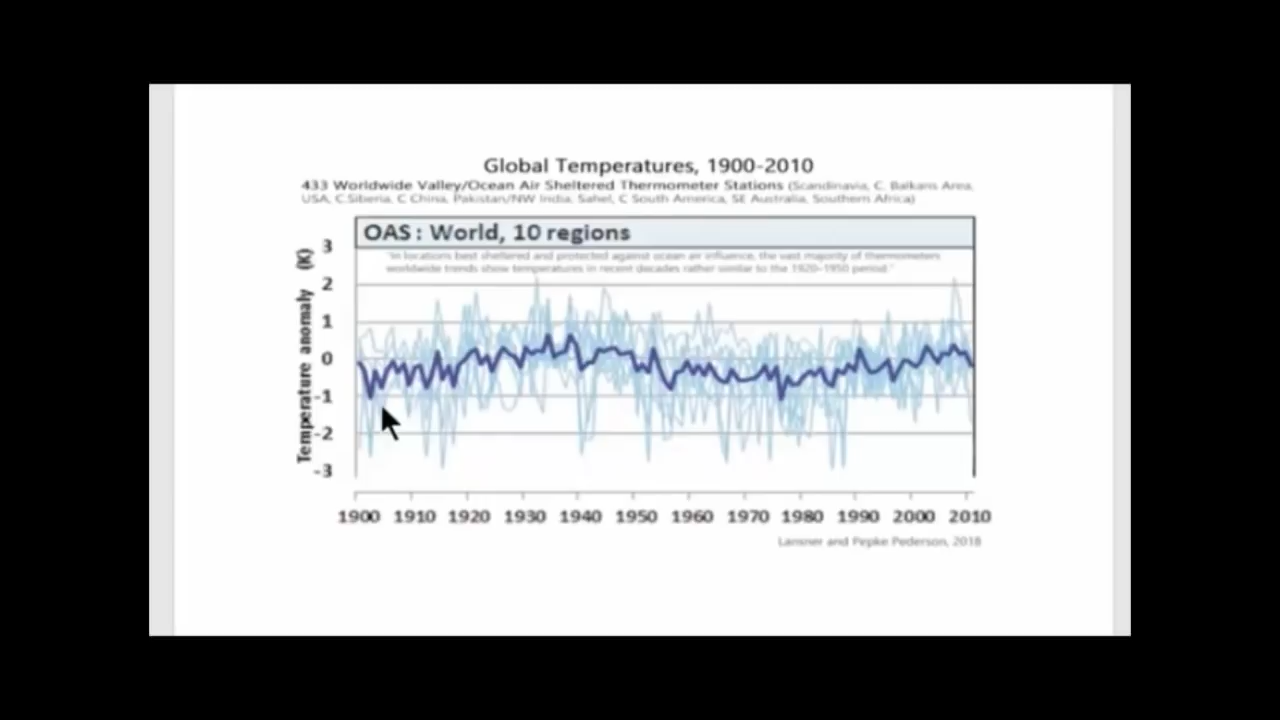 Global Temperatures, 1900-2010
433 Worldwide Valley/Ocean Air Sheltered Thermometer Stations (Scandinavia, C. Balkans Area,
USA, C.Siberia, C China, Pakistan/NW India, Sahel, C South America, SE Australia, Southern Africa)
OAS : World, 10 regions
"In locations best sheltered and protected against ocean air influence, the vast majority of thermometers
worldwide trends show temperatures in recent decades rather similar to the 1920–1950 period."
Temperature anomaly (K)
3
2
1
0
-1
-2
-3
1900 1910 1920 1930 1940 1950 1960 1970 1980 1990 2000 2010
Lansner and Pepke Pederson, 2018